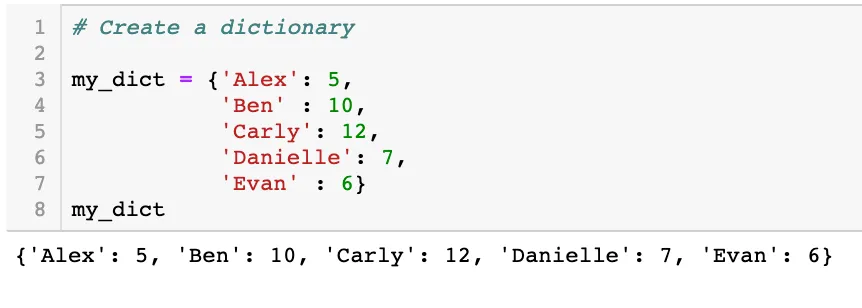 1 # Create a dictionary
2
3 my_dict = {'Alex': 5,
4            'Ben' : 10,
5            'Carly': 12,
6            'Danielle': 7,
7            'Evan' : 6}
8 my_dict
{'Alex': 5, 'Ben': 10, 'Carly': 12, 'Danielle': 7, 'Evan': 6}